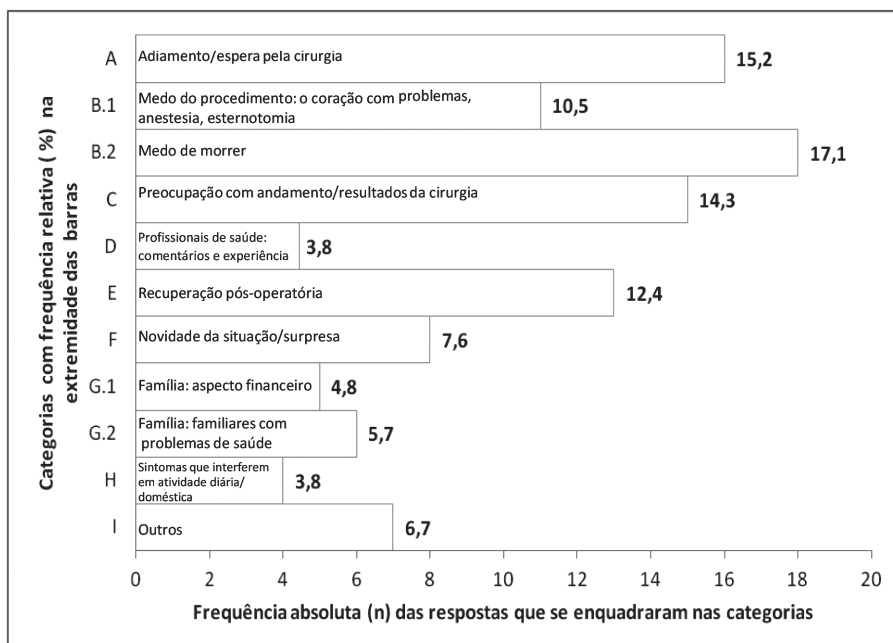 Categorias com frequência relativa ( %) na
extremidade das barras
A
Adiamento/espera pela cirurgia
15,2
B.1
Medo do procedimento: o coração com problemas,
anestesia, esternotomia
10,5
B.2
Medo de morrer
17,1
C
Preocupação com andamento/resultados da cirurgia
14,3
D
Profissionais de saúde:
comentários e experiência
3,8
E
Recuperação pós-operatória
12,4
F
Novidade da situação/surpresa
7,6
G.1
Família: aspecto financeiro
4,8
G.2
Família: familiares com
problemas de saúde
5,7
H
Sintomas que interferem
em atividade diária/
doméstica
3,8
I
Outros
6,7
0 2 4 6 8 10 12 14 16 18 20
Frequência absoluta (n) das respostas que se enquadraram nas categorias